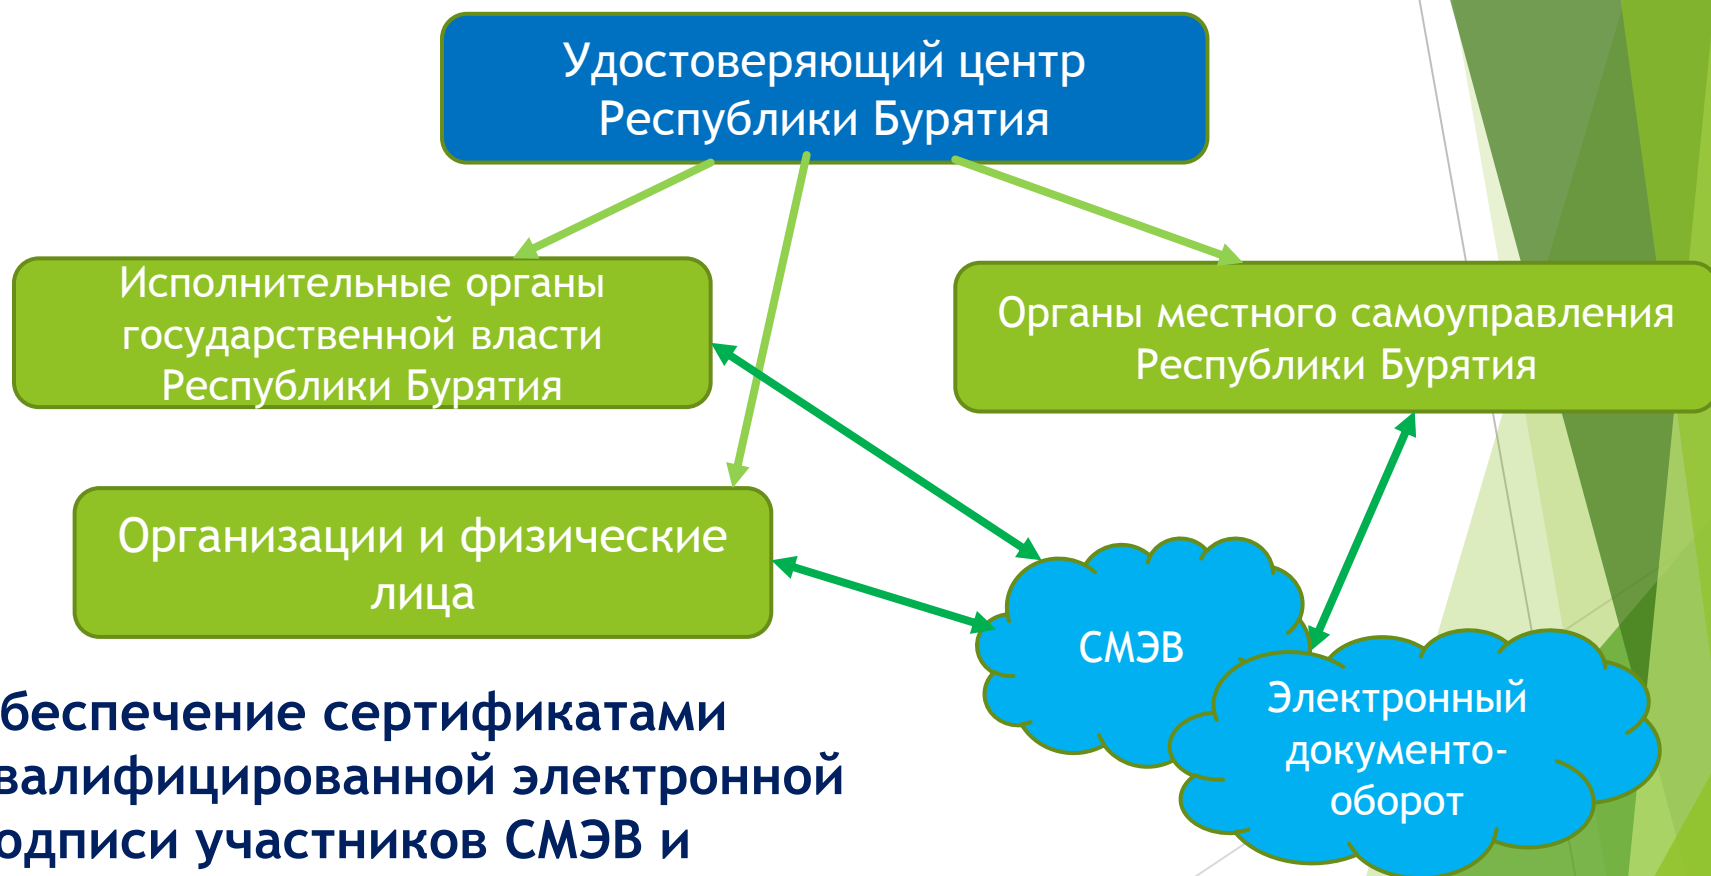 Удостоверяющий центр
Республики Бурятия
Исполнительные органы
государственной власти
Республики Бурятия
Органы местного самоуправления
Республики Бурятия
Организации и физические
лица
СМЭВ
Электронный
документо-
оборот
беспечение сертификатами
валифицированной электронной
одписи участников СМЭВ и